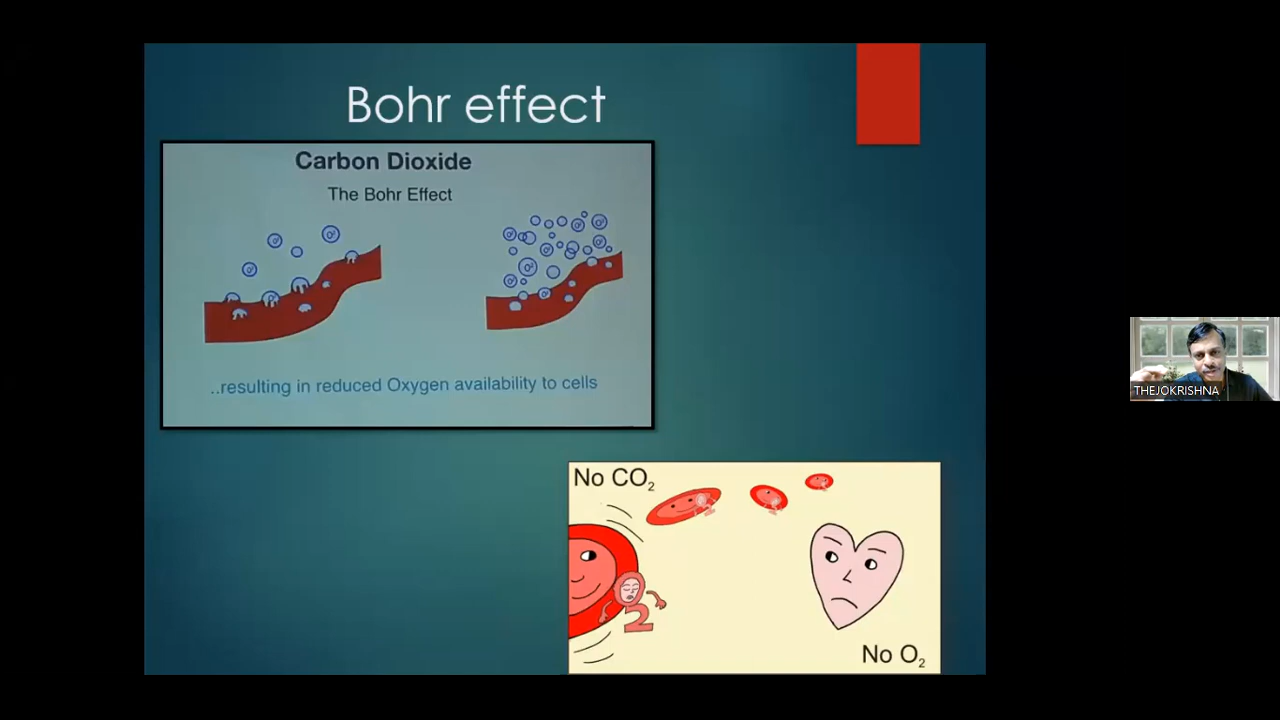 Bohr effect
Carbon Dioxide
The Bohr Effect
..resulting in reduced Oxygen availability to cells
No CO₂
2
No O₂
THEJOKRISHNA